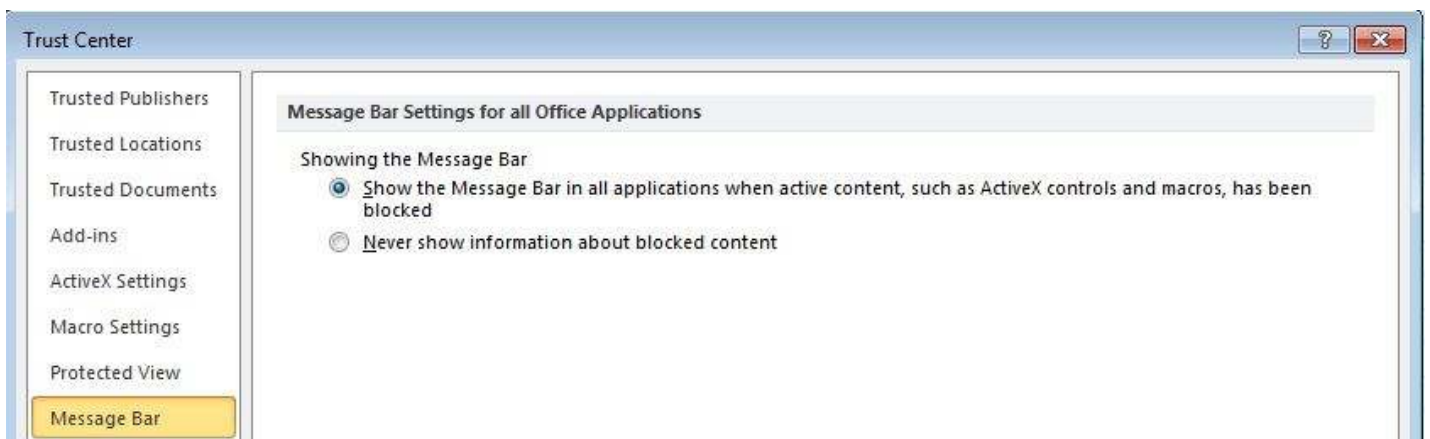 Trust Center
Trusted Publishers
Trusted Locations
Trusted Documents
Add-ins
ActiveX Settings
Macro Settings
Protected View
Message Bar
Message Bar Settings for all Office Applications
Showing the Message Bar
Show the Message Bar in all applications when active content, such as ActiveX controls and macros, has been
blocked
Never show information about blocked content